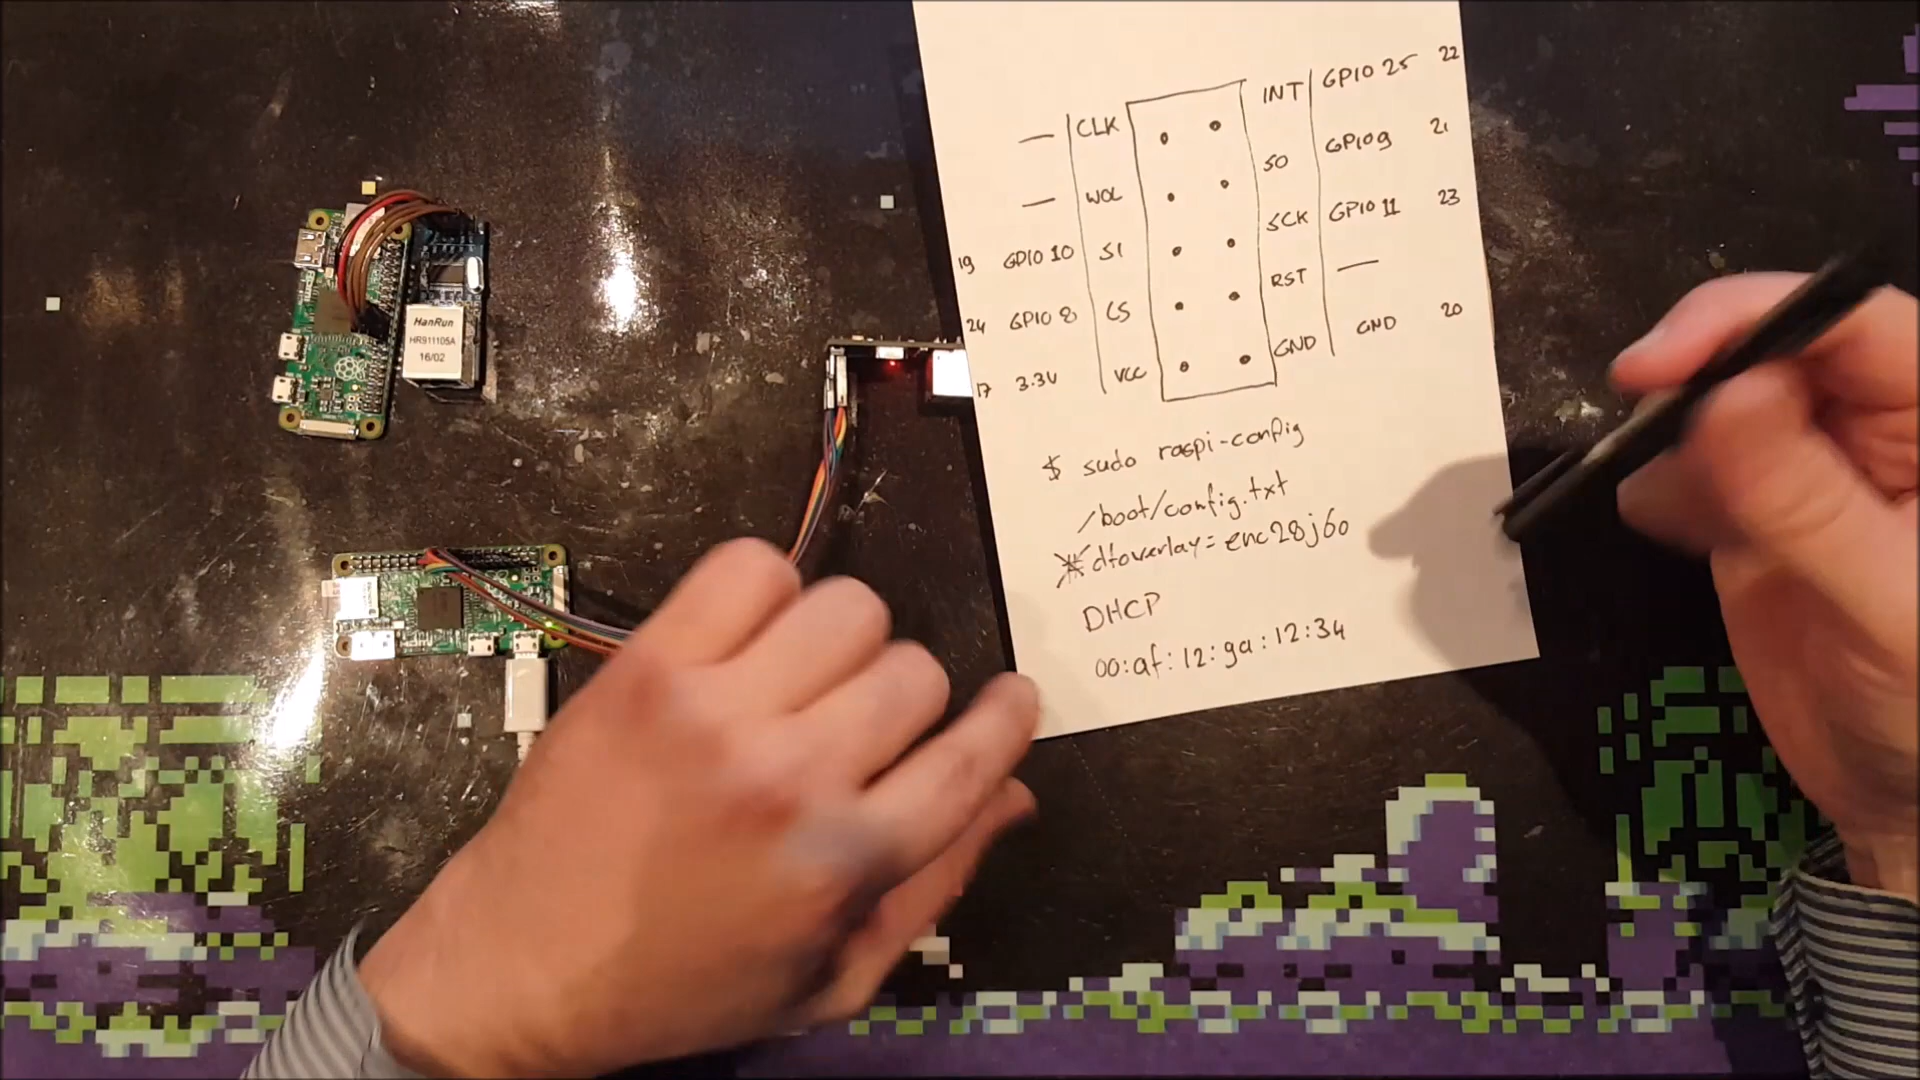 — CLK INT GPIO 25 22
— WOL SO GPIO9 21
19 GPIO 10 SI SCK GPIO 11 23
24 GPIO 8 CS RST —
17 3.3V VCC GND GND 20
$ sudo raspi-config
/boot/config.txt
dtoverlay=enc28j60
DHCP
00:af:12:9a:12:34
HanRun
HR911105A
16/02